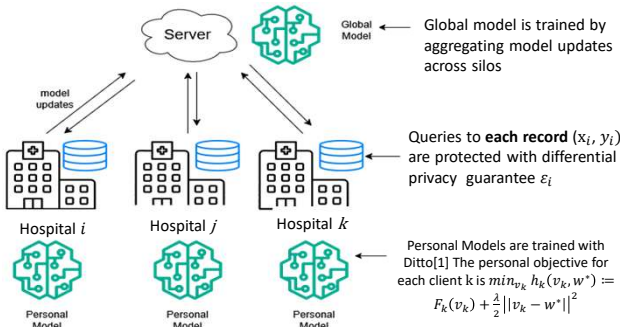 Server
Global
Model
Global model is trained by
aggregating model updates
across silos
model
updates
Queries to each record (xᵢ, yᵢ)
are protected with differential
privacy guarantee εᵢ
Hospital i
Hospital j
Hospital k
Personal Models are trained with
Ditto[1] The personal objective for
each client k is minᵥₖ hₖ(vₖ, w*) ≔
Fₖ(vₖ) + λ/2 ||vₖ − w*||²
Personal
Model
Personal
Model
Personal
Model